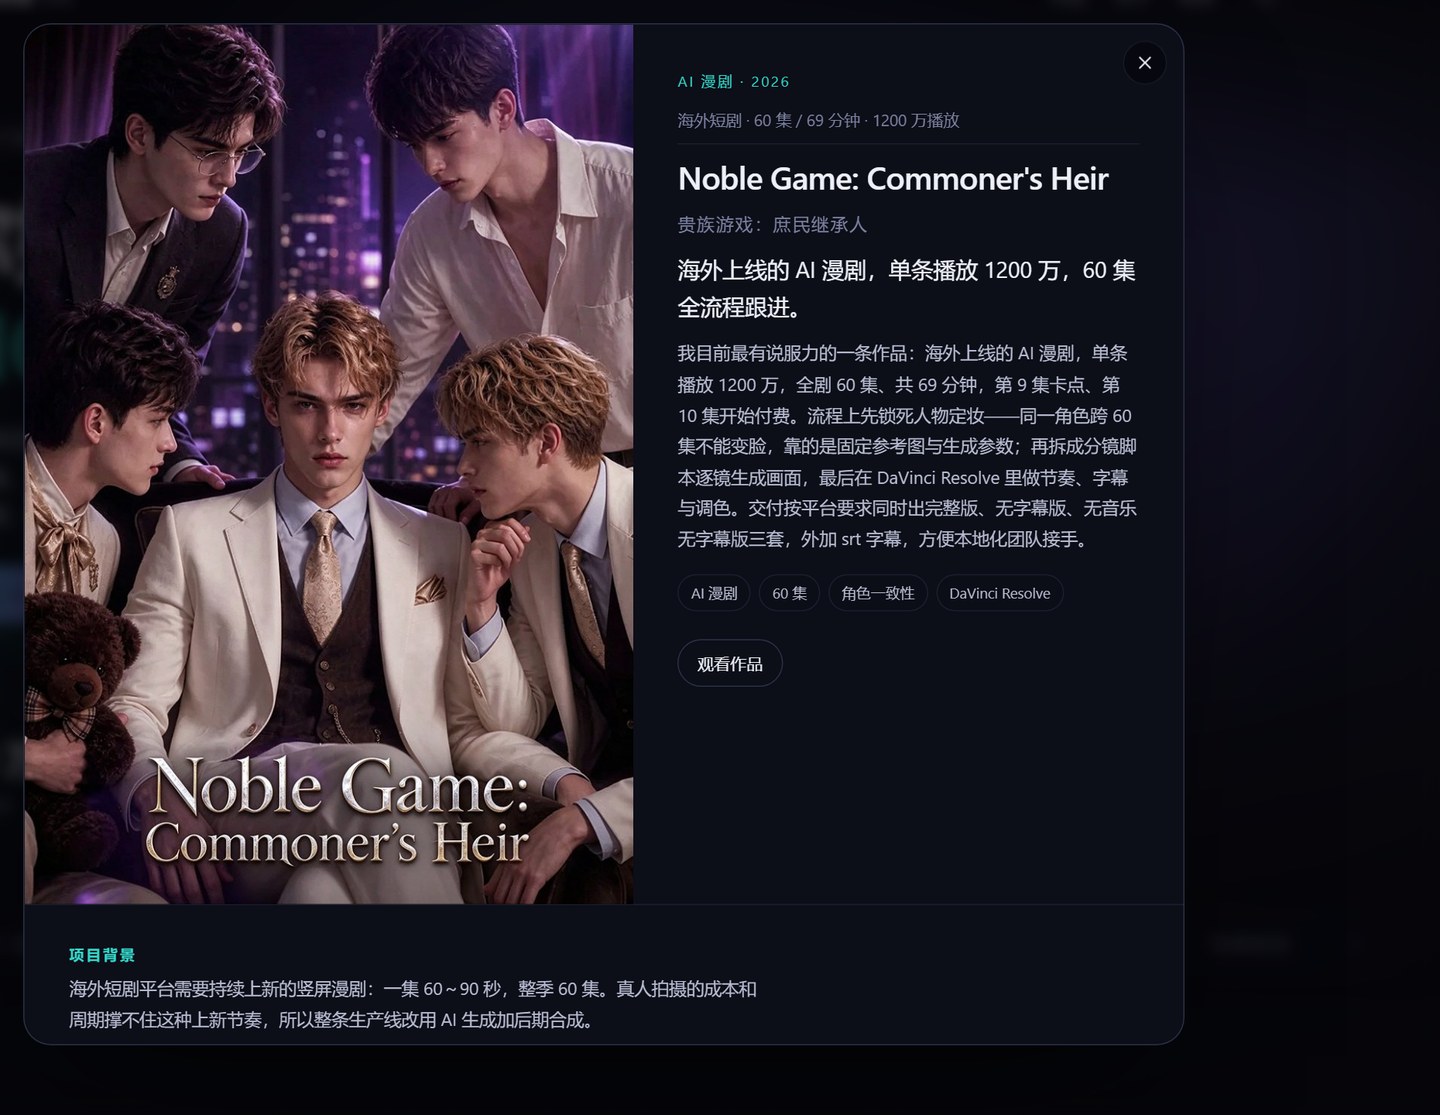 AI 漫剧 · 2026
海外短剧 · 60 集 / 69 分钟 · 1200 万播放
Noble Game: Commoner's Heir
贵族游戏：庶民继承人
海外上线的 AI 漫剧，单条播放 1200 万，60 集
全流程跟进。
我目前最有说服力的一条作品：海外上线的 AI 漫剧，单条
播放 1200 万，全剧 60 集、共 69 分钟，第 9 集卡点、第
10 集开始付费。流程上先锁死人物定妆——同一角色跨 60
集不能变脸，靠的是固定参考图与生成参数；再拆成分镜脚
本逐镜生成画面，最后在 DaVinci Resolve 里做节奏、字幕
与调色。交付按平台要求同时出完整版、无字幕版、无音乐
无字幕版三套，外加 srt 字幕，方便本地化团队接手。
AI 漫剧
60 集
角色一致性
DaVinci Resolve
观看作品
Noble Game:
Commoner's Heir
项目背景
海外短剧平台需要持续上新的竖屏漫剧：一集 60～90 秒，整季 60 集。真人拍摄的成本和
周期撑不住这种上新节奏，所以整条生产线改用 AI 生成加后期合成。